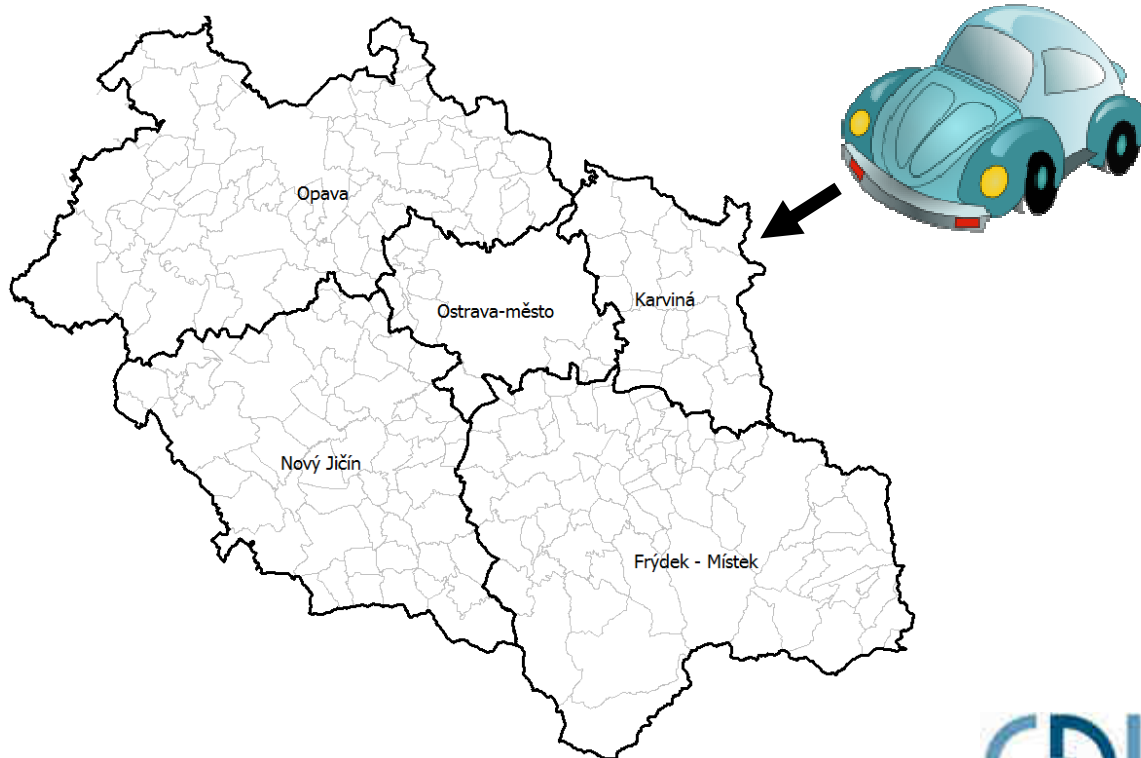 Opava
Karviná
Ostrava-město
Nový Jičín
Frýdek - Místek